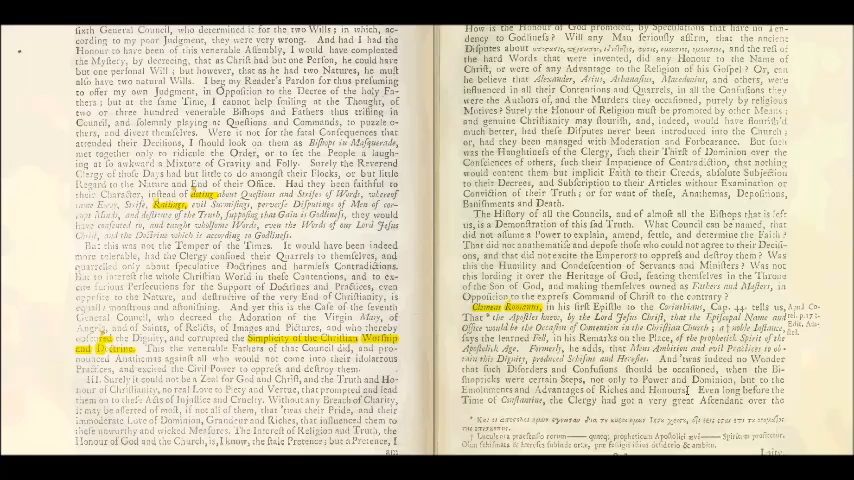 sixth General Council, who determined it for the two Wills; in which, ac-
cording to my poor Judgment, they were very wrong. And had I had the
Honour to have been of this venerable Assembly, I would have compleated
the Mystery, by decreeing, that as Christ had but one Person, he could have
but one personal Will; but however, that as he had two Natures, he must
also have two natural Wills. I beg my Reader's Pardon for thus presuming
to offer my own Judgment, in Opposition to the Decree of the holy Fa-
thers; but at the same Time, I cannot help smiling at the Thought, of
two or three hundred venerable Bishops and Fathers thus trifling in
Council, and solemnly playing at Questions and Commands, to puzzle o-
thers, and divert themselves. Were it not for the fatal Consequences that
attended their Decisions, I should look on them as Bishops in Masquerade,
met together only to ridicule the Order, or to set the People a laugh-
ing at so awkward a Mixture of Gravity and Folly. Surely the Reverend
Clergy of those Days had but little to do amongst their Flocks, or but little
Regard to the Nature and End of their Office. Had they been faithful to
their Character, instead of doting about Questions and Strifes of Words, whereof
came Envy, Strife, Railings, evil Surmisings, perverse Disputings of Men of cor-
rupt Minds, and destitute of the Truth, supposing that Gain is Godliness, they would
have consented to, and taught wholsome Words, even the Words of our Lord Jesus
Christ, and the Doctrine which is according to Godliness.
But this was not the Temper of the Times. It would have been indeed
more tolerable, had the Clergy confined their Quarrels to themselves, and
quarrelled only about speculative Doctrines and harmless Contradictions.
But to interest the whole Christian World in these Contentions, and to ex-
cite furious Persecutions for the Support of Doctrines and Practices, even
opposite to the Nature, and destructive of the very End of Christianity, is
equally monstrous and astonishing. And yet this is the Case of the seventh
General Council, who decreed the Adoration of the Virgin Mary, of
Angels, and of Saints, of Relicts, of Images and Pictures, and who thereby
the Dignity, and corrupted the Simplicity of the Christian Worship
and Doctrine. This the venerable Fathers of that Council did, and pro-
nounced Anathemas against all who would not come into their idolatrous
Practices, and excited the Civil Power to oppress and destroy them.
III. Surely it could not be a Zeal for God and Christ, and the Truth and Ho-
nour of Christianity, no real Love to Piety and Vertue, that prompted and lead
them on to these Acts of Injustice and Cruelty. Without any Breach of Charity,
it may be asserted of most, if not all of them, that 'twas their Pride, and their
immoderate Love of Dominion, Grandeur and Riches, that influenced them to
these unworthy and wicked Measures. The Interest of Religion and Truth, the
Honour of God and the Church, is, I know, the stale Pretence; but a Pretence, I
am
How is the Honour of God promoted, by Speculations that have no Ten-
dency to Godliness? Will any Man seriously affirm, that the ancient
Disputes about and the rest of
the hard Words that were invented, did any Honour to the Name of
Christ, or were of any Advantage to the Religion of his Gospel? Or, can
he believe that Alexander, Arius, Athanasius, Macedonius, and others, were
influenced in all their Contentions and Quarrels, in all the Confusions they
were the Authors of, and the Murders they occasioned, purely by religious
Motives? Surely the Honour of Religion must be promoted by other Means;
and genuine Christianity may flourish, and, indeed, would have flourish'd
much better, had these Disputes never been introduced into the Church;
or, had they been managed with Moderation and Forbearance. But such
was the Haughtiness of the Clergy, such their Thirst of Dominion over the
Consciences of others, such their Impatience of Contradiction, that nothing
would content them but implicit Faith to their Creeds, absolute Subjection
to their Decrees, and Subscription to their Articles without Examination or
Conviction of their Truth; or for want of these, Anathemas, Depositions,
Banishments and Death.
The History of all the Councils, and of almost all the Bishops that is left
us, is a Demonstration of this sad Truth. What Council can be named, that
did not assume a Power to explain, amend, settle, and determine the Faith?
That did not anathematise and depose those who could not agree to their Decisi-
ons, and that did not excite the Emperors to oppress and destroy them? Was
this the Humility and Condescension of Servants and Ministers? Was not
this lording it over the Heritage of God, seating themselves in the Throne
of the Son of God, and making themselves owned as Fathers and Masters, in
Opposition to the express Command of Christ to the contrary?
Clemens Romanus, in his first Epistle to the Corinthians, Cap. 44. tells us,
That * the Apostles knew, by the Lord Jesus Christ, that the Episcopal Name and
Office would be the Occasion of Contention in the Christian Church; a noble Instance,
says the learned Fell, in his Remarks on the Place, of the prophetick Spirit of the
Apostolick Age. Formerly, he adds, that Mens Ambition and evil Practices to ob-
tain this Dignity, produced Schisms and Heresies. And 'twas indeed no Wonder
that such Disorders and Confusions should be occasioned, when the Bi-
shopricks were certain Steps, not only to Power and Dominion, but to the
Emoluments and Advantages of Riches and Honours. Even long before the
Time of Constantine, the Clergy had got a very great Ascendant over the
Laity